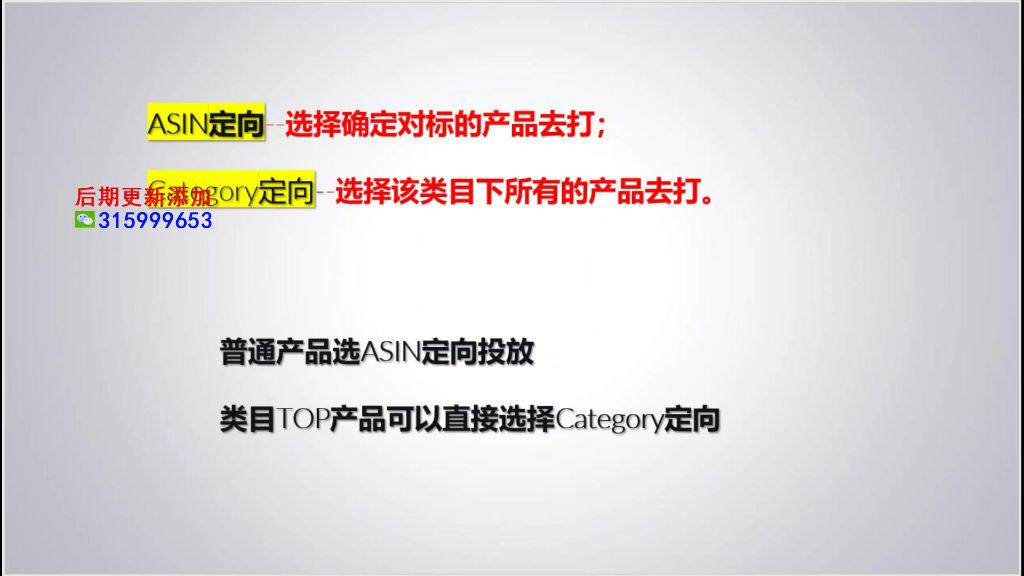 ASIN定向--选择确定对标的产品去打；
Category定向--选择该类目下所有的产品去打。
后期更新添加
315999653
普通产品选ASIN定向投放
类目TOP产品可以直接选择Category定向